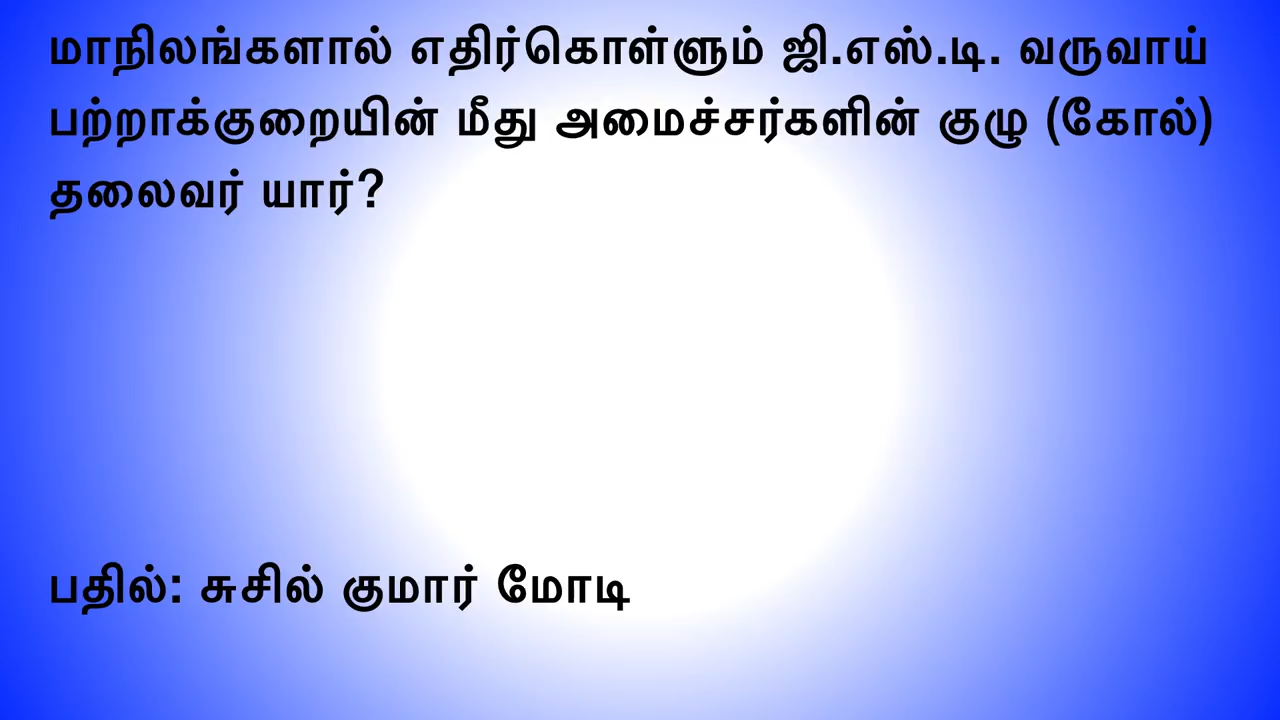 மாநிலங்களால் எதிர்கொள்ளும் ஜி.எஸ்.டி. வருவாய்
பற்றாக்குறையின் மீது அமைச்சர்களின் குழு (கோல்)
தலைவர் யார்?
பதில்: சுசில் குமார் மோடி